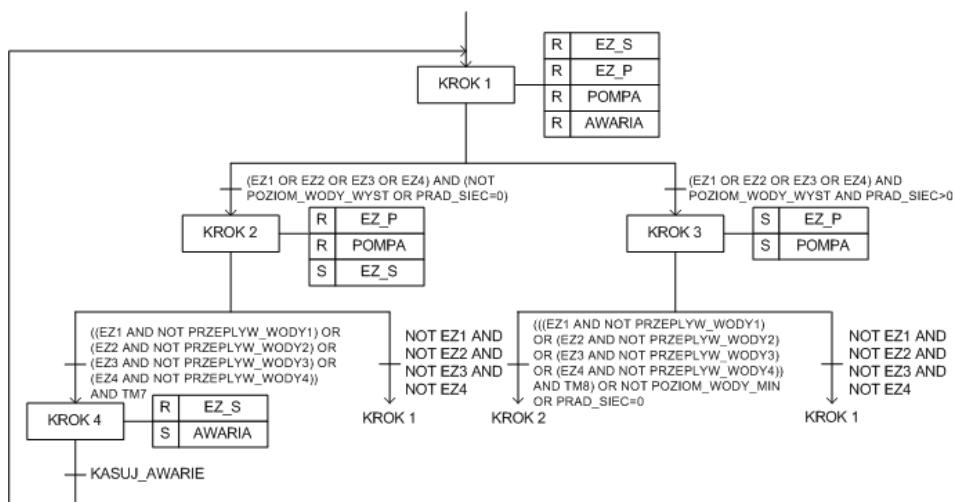 KROK 1
R EZ_S
R EZ_P
R POMPA
R AWARIA
(EZ1 OR EZ2 OR EZ3 OR EZ4) AND (NOT
POZIOM_WODY_WYST OR PRAD_SIEC=0)
(EZ1 OR EZ2 OR EZ3 OR EZ4) AND
POZIOM_WODY_WYST AND PRAD_SIEC>0
KROK 2
R EZ_P
R POMPA
S EZ_S
KROK 3
S EZ_P
S POMPA
((EZ1 AND NOT PRZEPLYW_WODY1) OR
(EZ2 AND NOT PRZEPLYW_WODY2) OR
(EZ3 AND NOT PRZEPLYW_WODY3) OR
(EZ4 AND NOT PRZEPLYW_WODY4))
AND TM7
NOT EZ1 AND
NOT EZ2 AND
NOT EZ3 AND
NOT EZ4
(((EZ1 AND NOT PRZEPLYW_WODY1)
OR (EZ2 AND NOT PRZEPLYW_WODY2)
OR (EZ3 AND NOT PRZEPLYW_WODY3)
OR (EZ4 AND NOT PRZEPLYW_WODY4))
AND TM8) OR NOT POZIOM_WODY_MIN
OR PRAD_SIEC=0
NOT EZ1 AND
NOT EZ2 AND
NOT EZ3 AND
NOT EZ4
KROK 4
R EZ_S
S AWARIA
KROK 1
KROK 2
KROK 1
KASUJ_AWARIE